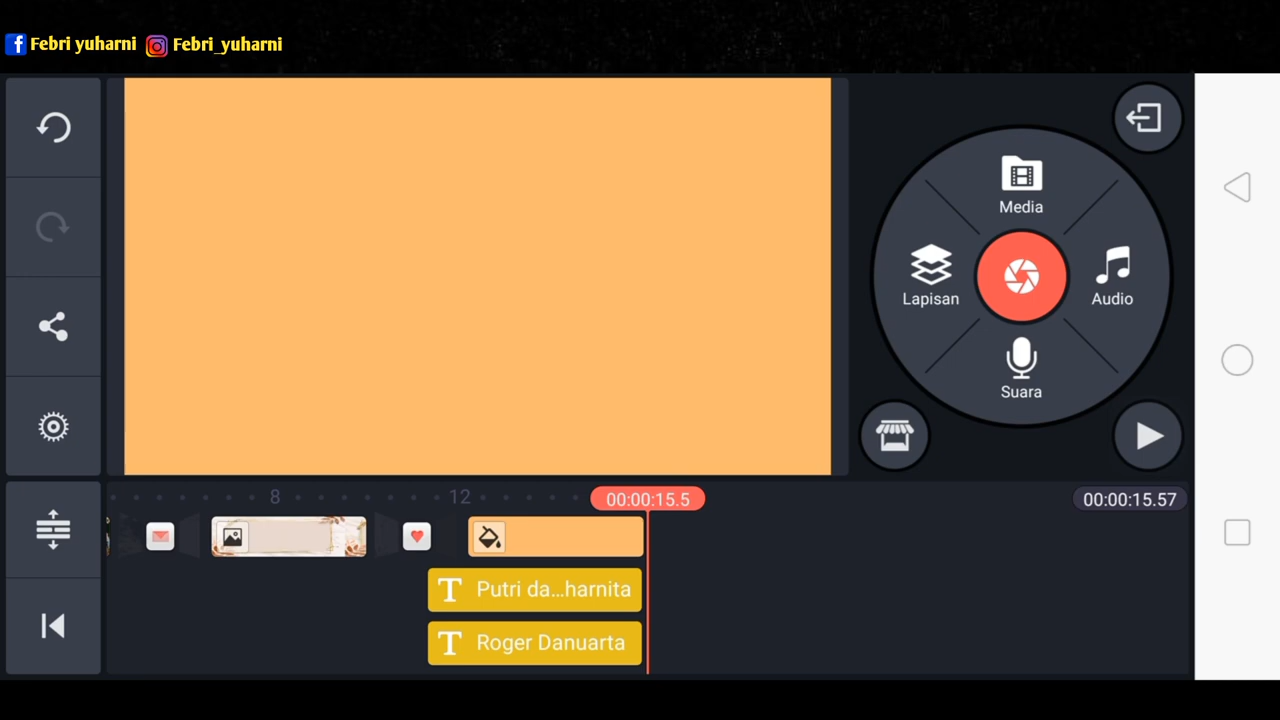 Febri yuharni Febri_yuharni
Media
Lapisan
Audio
Suara
8 12 00:00:15.5 00:00:15.57
T Putri da...harnita
T Roger Danuarta